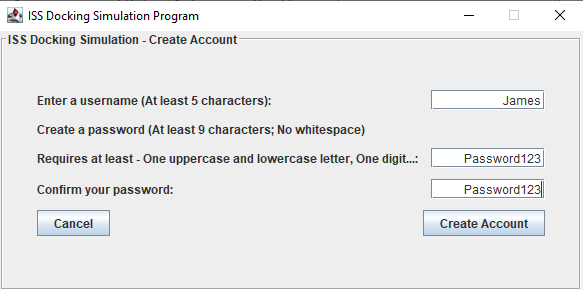 ISS Docking Simulation Program
ISS Docking Simulation - Create Account
Enter a username (At least 5 characters): James
Create a password (At least 9 characters; No whitespace)
Requires at least - One uppercase and lowercase letter, One digit...: Password123
Confirm your password: Password123
Cancel Create Account